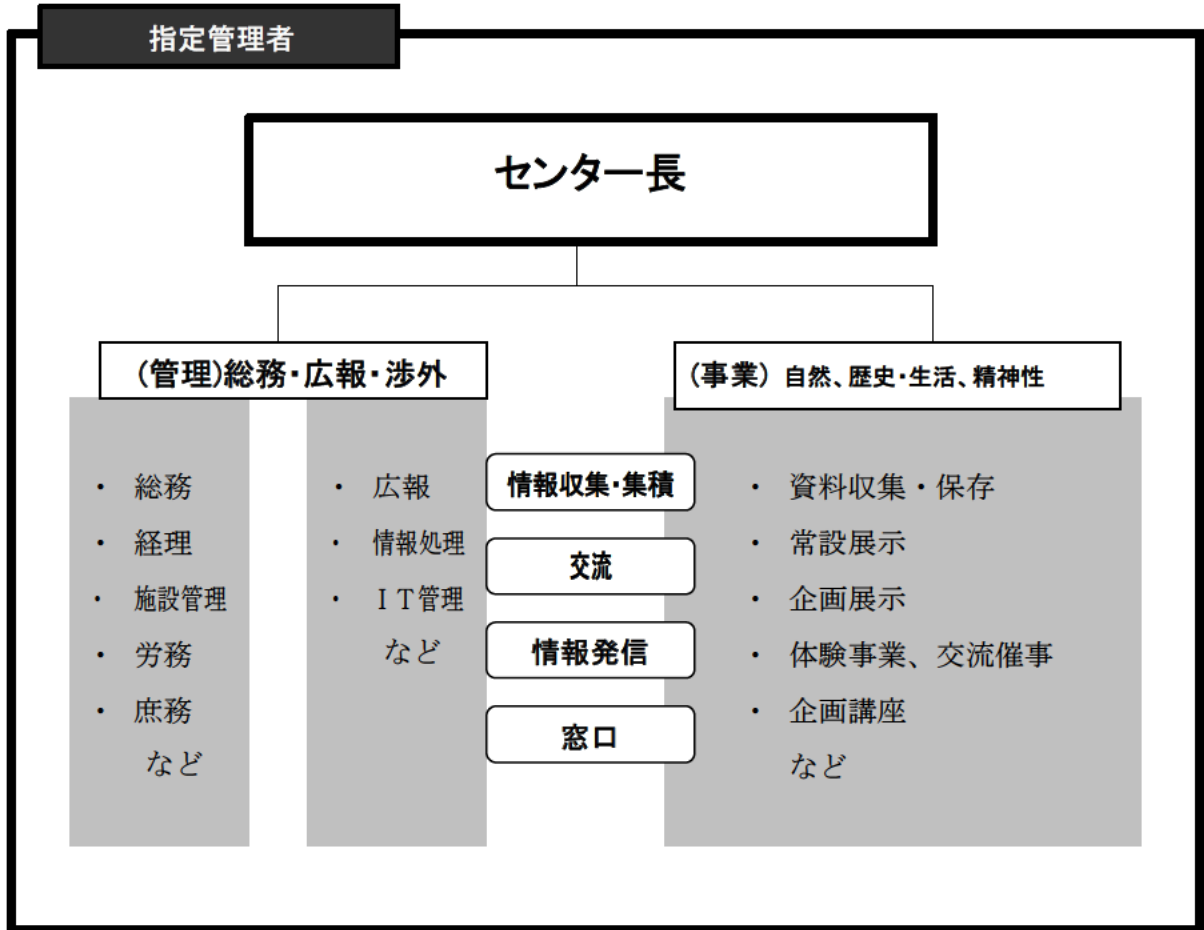 指定管理者
センター長
(管理)総務・広報・渉外
・ 総務
・ 経理
・ 施設管理
・ 労務
・ 庶務
など
・ 広報
・ 情報処理
・ IT管理
など
情報収集・集積
交流
情報発信
窓口
(事業) 自然、歴史・生活、精神性
・ 資料収集・保存
・ 常設展示
・ 企画展示
・ 体験事業、交流催事
・ 企画講座
など